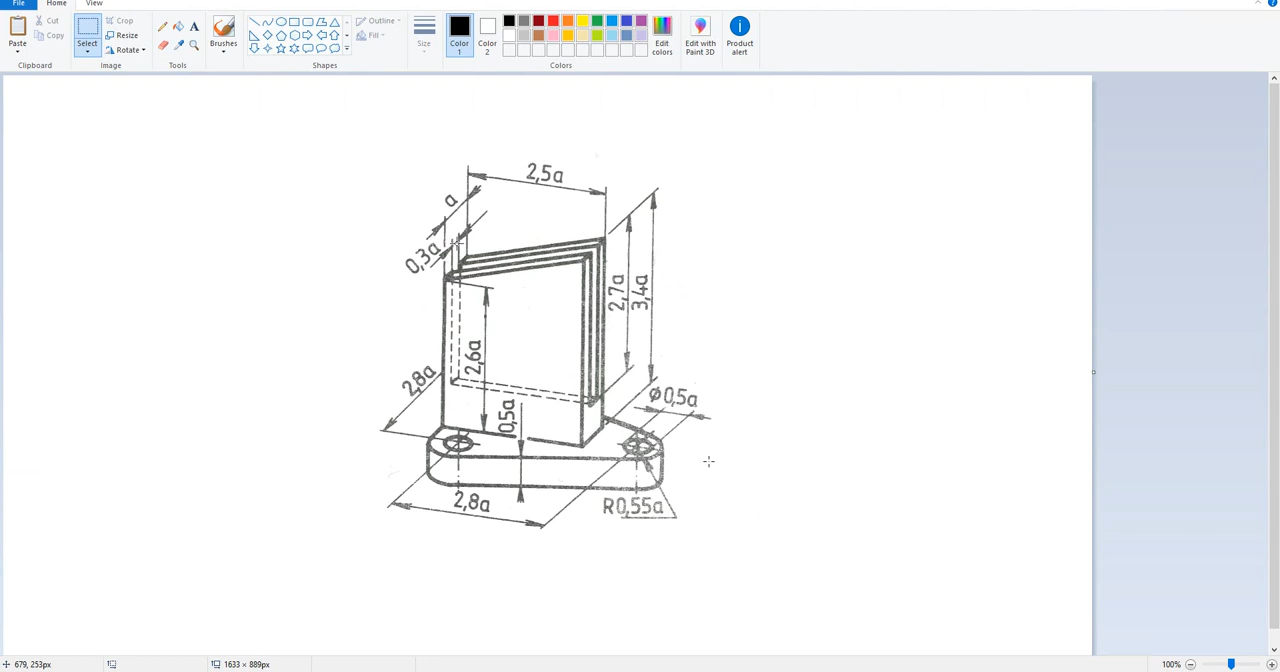 File
Home
View
Paste
Cut
Copy
Clipboard
Select
Crop
Resize
Rotate
Image
A
Tools
Brushes
Outline
Fill
Shapes
Size
Color
1
Color
2
Edit
colors
Colors
Edit with
Paint 3D
Product
alert
2,5a
a
0,3a
2,7a
3,4a
2,6a
2,8a
0,5a
Ø0,5a
2,8a
R0,55a
679, 253px
1633 × 889px
100%